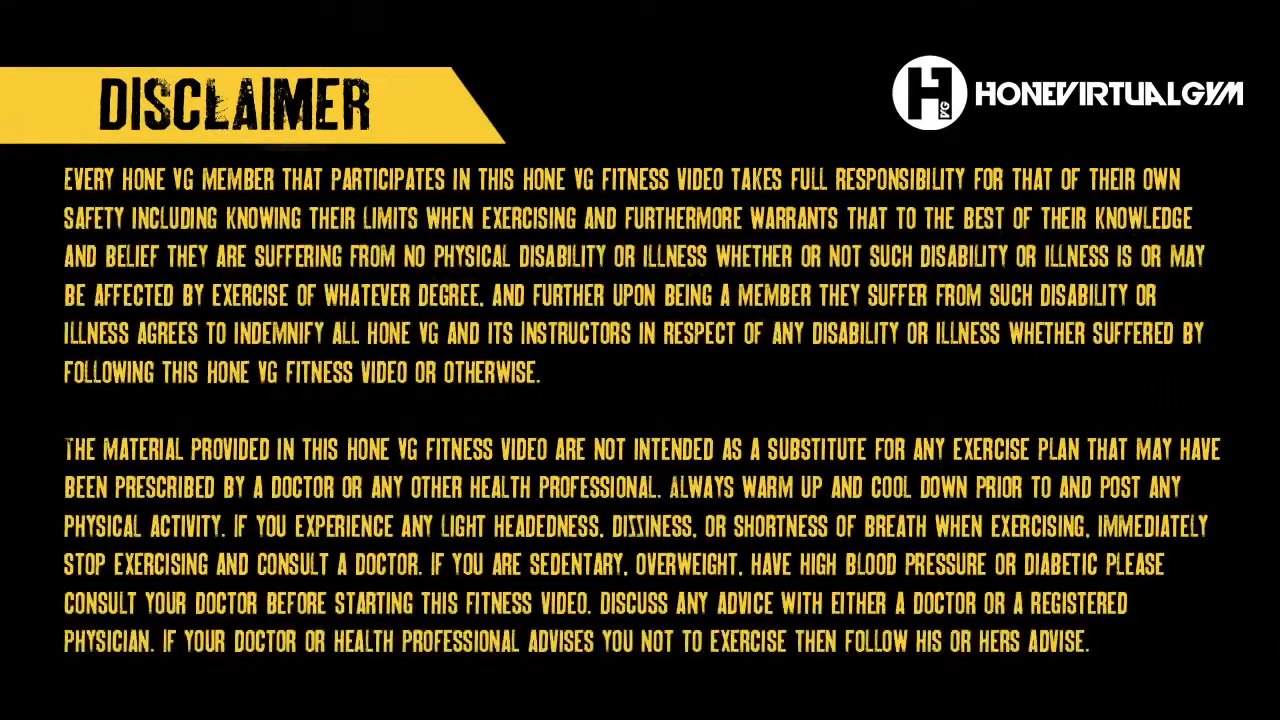 DISCLAIMER
H VG HONEVIRTUALGYM
EVERY HONE VG MEMBER THAT PARTICIPATES IN THIS HONE VG FITNESS VIDEO TAKES FULL RESPONSIBILITY FOR THAT OF THEIR OWN
SAFETY INCLUDING KNOWING THEIR LIMITS WHEN EXERCISING AND FURTHERMORE WARRANTS THAT TO THE BEST OF THEIR KNOWLEDGE
AND BELIEF THEY ARE SUFFERING FROM NO PHYSICAL DISABILITY OR ILLNESS WHETHER OR NOT SUCH DISABILITY OR ILLNESS IS OR MAY
BE AFFECTED BY EXERCISE OF WHATEVER DEGREE, AND FURTHER UPON BEING A MEMBER THEY SUFFER FROM SUCH DISABILITY OR
ILLNESS AGREES TO INDEMNIFY ALL HONE VG AND ITS INSTRUCTORS IN RESPECT OF ANY DISABILITY OR ILLNESS WHETHER SUFFERED BY
FOLLOWING THIS HONE VG FITNESS VIDEO OR OTHERWISE.
THE MATERIAL PROVIDED IN THIS HONE VG FITNESS VIDEO ARE NOT INTENDED AS A SUBSTITUTE FOR ANY EXERCISE PLAN THAT MAY HAVE
BEEN PRESCRIBED BY A DOCTOR OR ANY OTHER HEALTH PROFESSIONAL. ALWAYS WARM UP AND COOL DOWN PRIOR TO AND POST ANY
PHYSICAL ACTIVITY. IF YOU EXPERIENCE ANY LIGHT HEADEDNESS, DIZZINESS, OR SHORTNESS OF BREATH WHEN EXERCISING, IMMEDIATELY
STOP EXERCISING AND CONSULT A DOCTOR. IF YOU ARE SEDENTARY, OVERWEIGHT, HAVE HIGH BLOOD PRESSURE OR DIABETIC PLEASE
CONSULT YOUR DOCTOR BEFORE STARTING THIS FITNESS VIDEO. DISCUSS ANY ADVICE WITH EITHER A DOCTOR OR A REGISTERED
PHYSICIAN. IF YOUR DOCTOR OR HEALTH PROFESSIONAL ADVISES YOU NOT TO EXERCISE THEN FOLLOW HIS OR HERS ADVISE.